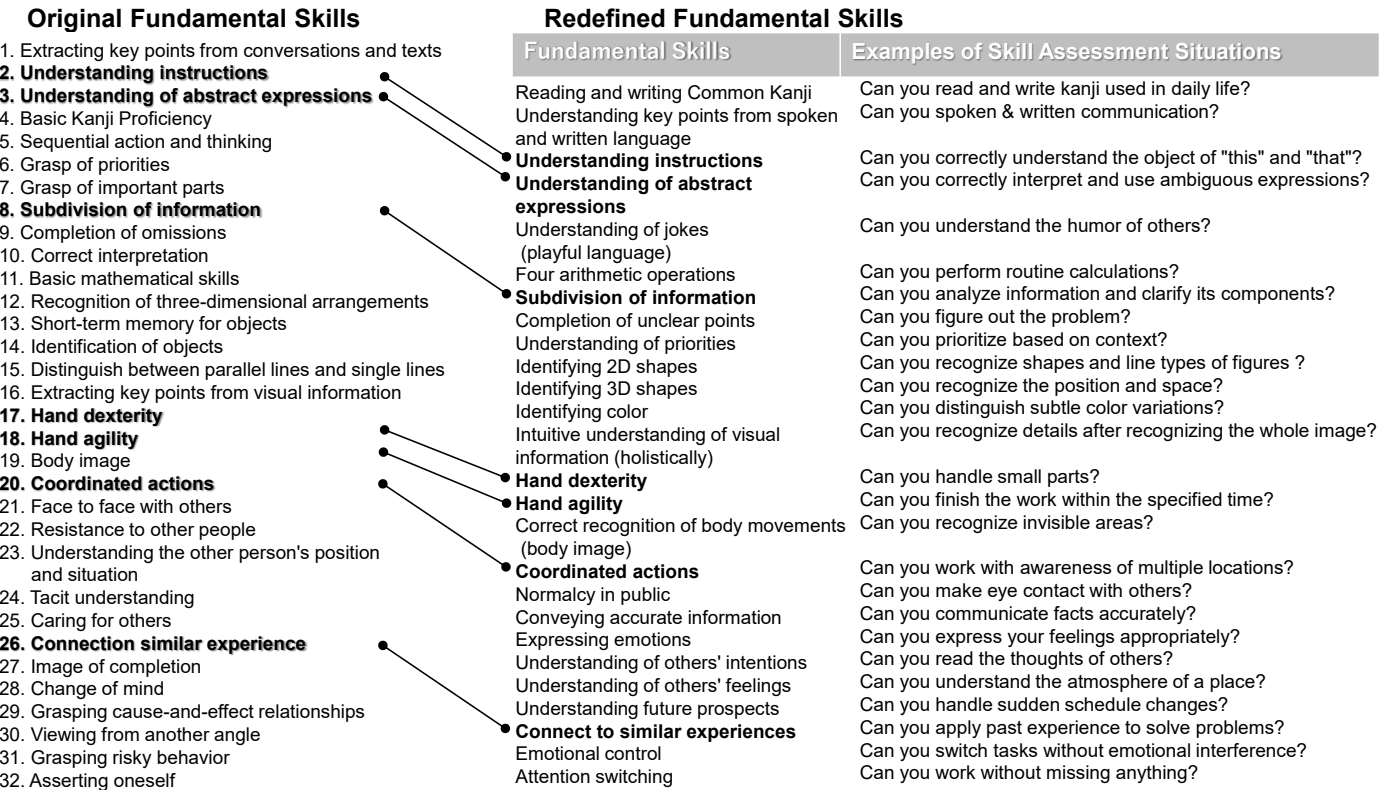 Original Fundamental Skills
1. Extracting key points from conversations and texts
2. Understanding instructions
3. Understanding of abstract expressions
4. Basic Kanji Proficiency
5. Sequential action and thinking
6. Grasp of priorities
7. Grasp of important parts
8. Subdivision of information
9. Completion of omissions
10. Correct interpretation
11. Basic mathematical skills
12. Recognition of three-dimensional arrangements
13. Short-term memory for objects
14. Identification of objects
15. Distinguish between parallel lines and single lines
16. Extracting key points from visual information
17. Hand dexterity
18. Hand agility
19. Body image
20. Coordinated actions
21. Face to face with others
22. Resistance to other people
23. Understanding the other person's position
and situation
24. Tacit understanding
25. Caring for others
26. Connection similar experience
27. Image of completion
28. Change of mind
29. Grasping cause-and-effect relationships
30. Viewing from another angle
31. Grasping risky behavior
32. Asserting oneself
Redefined Fundamental Skills
Fundamental Skills
Reading and writing Common Kanji
Understanding key points from spoken
and written language
Understanding instructions
Understanding of abstract
expressions
Understanding of jokes
(playful language)
Four arithmetic operations
Subdivision of information
Completion of unclear points
Understanding of priorities
Identifying 2D shapes
Identifying 3D shapes
Identifying color
Intuitive understanding of visual
information (holistically)
Hand dexterity
Hand agility
Correct recognition of body movements
(body image)
Coordinated actions
Normalcy in public
Conveying accurate information
Expressing emotions
Understanding of others' intentions
Understanding of others' feelings
Understanding future prospects
Connect to similar experiences
Emotional control
Attention switching
Examples of Skill Assessment Situations
Can you read and write kanji used in daily life?
Can you spoken & written communication?
Can you correctly understand the object of "this" and "that"?
Can you correctly interpret and use ambiguous expressions?
Can you understand the humor of others?
Can you perform routine calculations?
Can you analyze information and clarify its components?
Can you figure out the problem?
Can you prioritize based on context?
Can you recognize shapes and line types of figures ?
Can you recognize the position and space?
Can you distinguish subtle color variations?
Can you recognize details after recognizing the whole image?
Can you handle small parts?
Can you finish the work within the specified time?
Can you recognize invisible areas?
Can you work with awareness of multiple locations?
Can you make eye contact with others?
Can you communicate facts accurately?
Can you express your feelings appropriately?
Can you read the thoughts of others?
Can you understand the atmosphere of a place?
Can you handle sudden schedule changes?
Can you apply past experience to solve problems?
Can you switch tasks without emotional interference?
Can you work without missing anything?